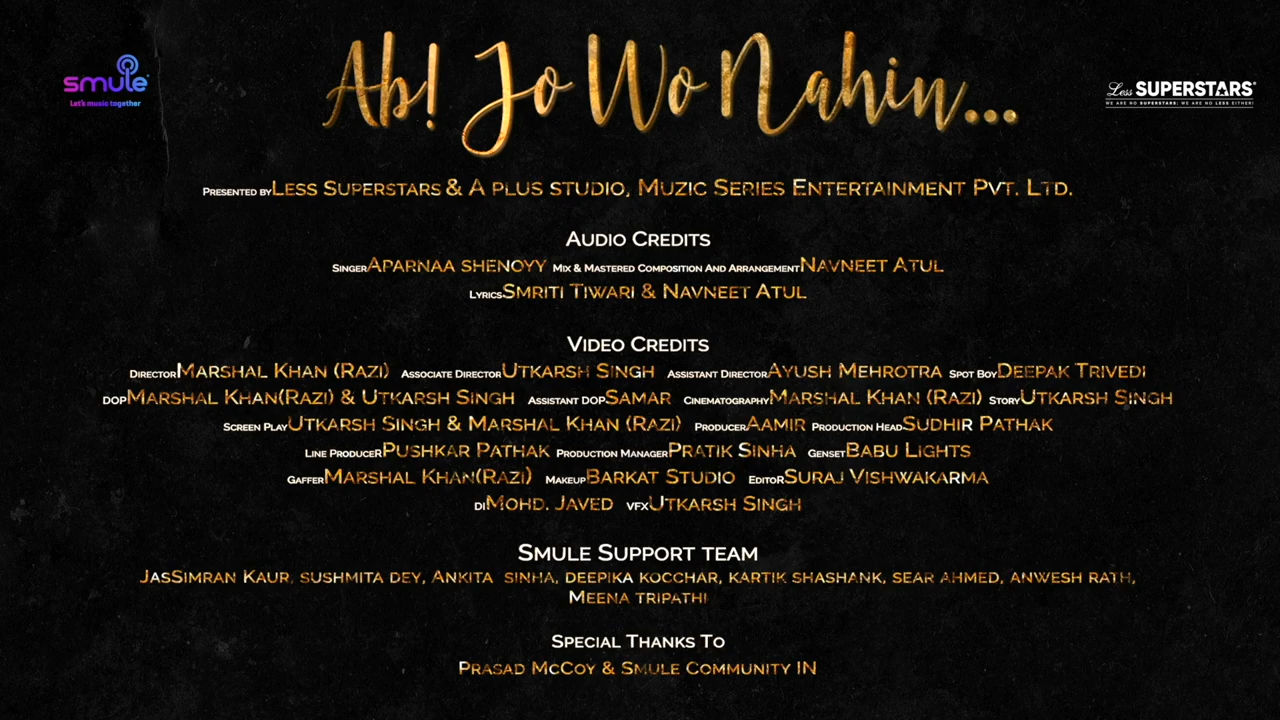 Ab! Jo Wo Nahin...
smule
Let's music together
Less SUPERSTARS
WE ARE NO SUPERSTARS; WE ARE NO LESS EITHER!
Presented by Less Superstars & A plus studio, Muzic Series Entertainment Pvt. Ltd.
Audio Credits
Singer Aparnaa shenoyy Mix & Mastered Composition And Arrangement Navneet Atul
Lyrics Smriti Tiwari & Navneet Atul
Video Credits
Director Marshal Khan (Razi) Associate Director Utkarsh Singh Assistant Director Ayush Mehrotra Spot Boy Deepak Trivedi
DOP Marshal Khan(Razi) & Utkarsh Singh Assistant DOP Samar Cinematography Marshal Khan (Razi) Story Utkarsh Singh
Screen Play Utkarsh Singh & Marshal Khan (Razi) Producer Aamir Production Head Sudhir Pathak
Line Producer Pushkar Pathak Production Manager Pratik Sinha Genset Babu Lights
Gaffer Marshal Khan(Razi) Makeup Barkat Studio Editor Suraj Vishwakarma
DI Mohd. Javed VFX Utkarsh Singh
Smule Support team
JasSimran Kaur, sushmita dey, Ankita sinha, deepika kocchar, kartik shashank, sear ahmed, anwesh rath,
Meena tripathi
Special Thanks To
Prasad McCoy & Smule Community IN